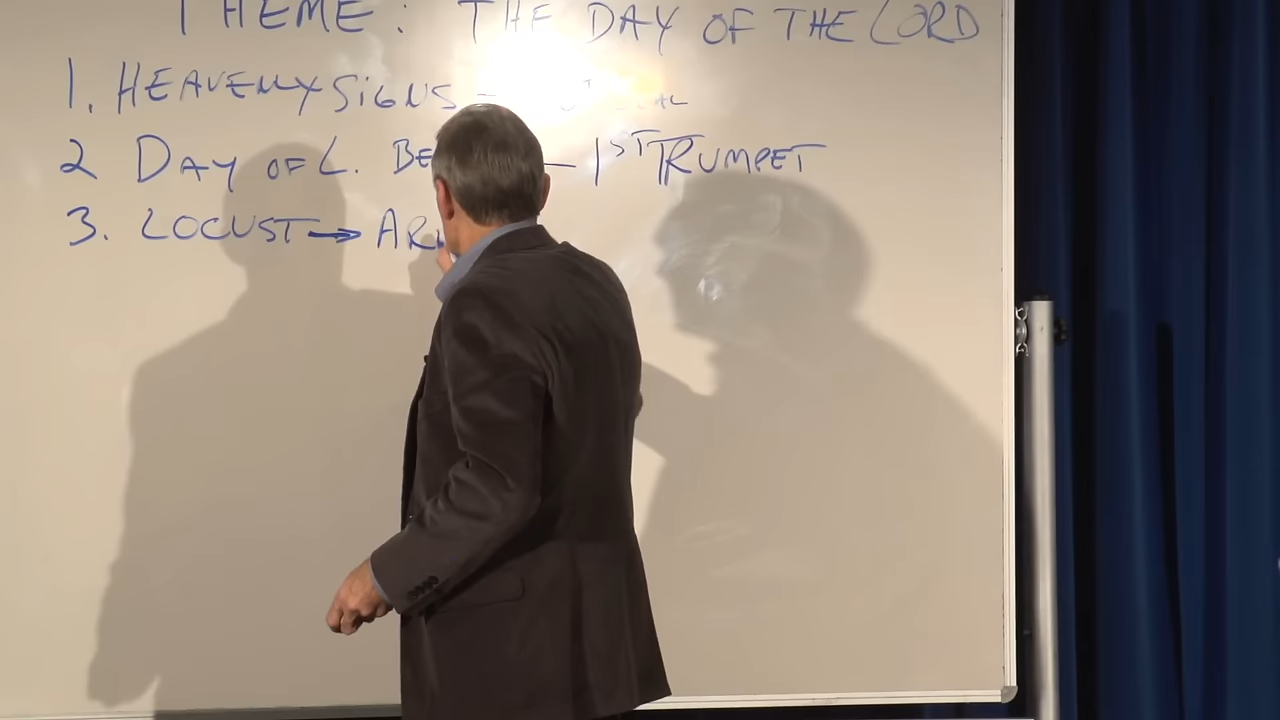 THEME: THE DAY OF THE LORD
1. HEAVENLY SIGNS -
2 DAY OF L. BE — 1ST TRUMPET
3. LOCUST → AR